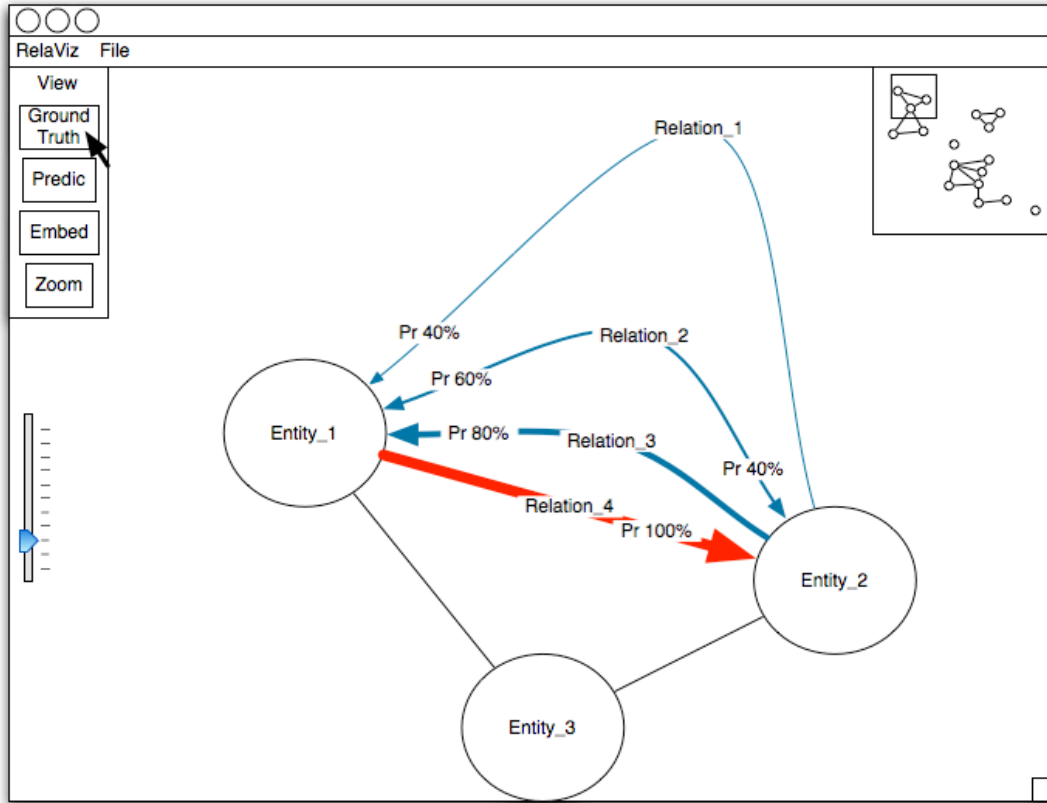 RelaViz File
View
Ground
Truth
Predic
Embed
Zoom
Relation_1
Pr 40%
Relation_2
Pr 60%
Entity_1
Pr 80%
Relation_3
Pr 40%
Relation_4
Pr 100%
Entity_2
Entity_3